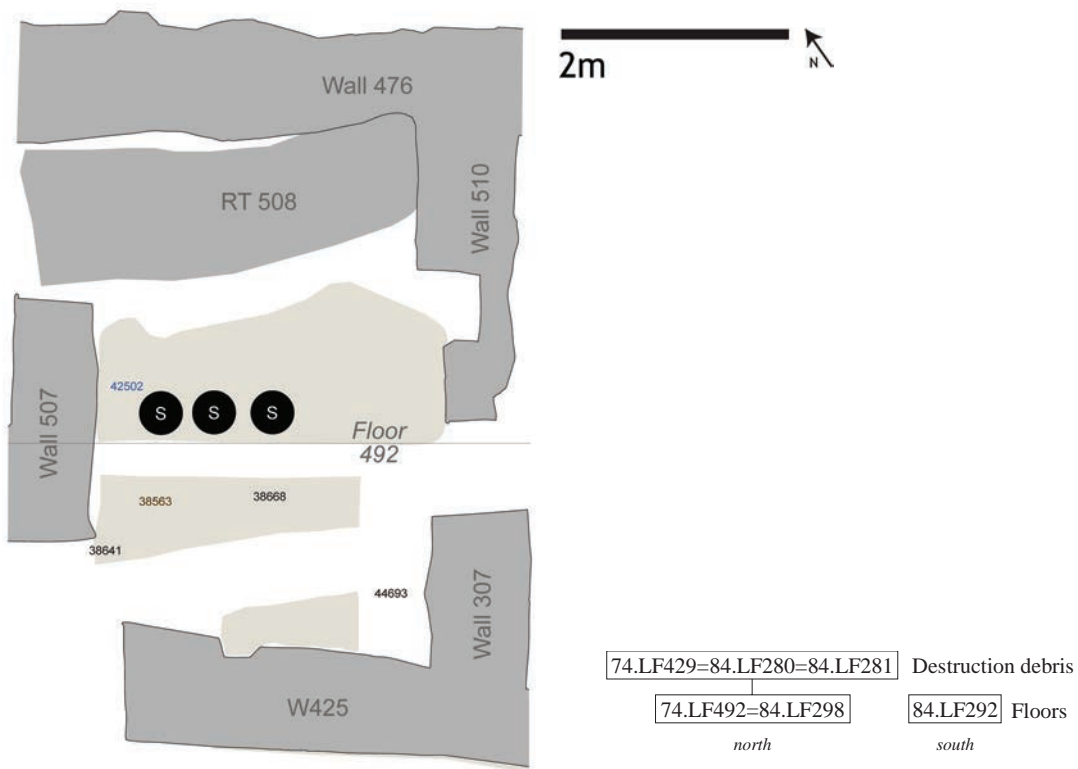 Wall 476
2m
N
RT 508
Wall 510
42502
S S S
Wall 507
Floor
492
38563
38668
38641
44693
Wall 307
W425
74.LF429=84.LF280=84.LF281 Destruction debris
74.LF492=84.LF298 84.LF292 Floors
north south